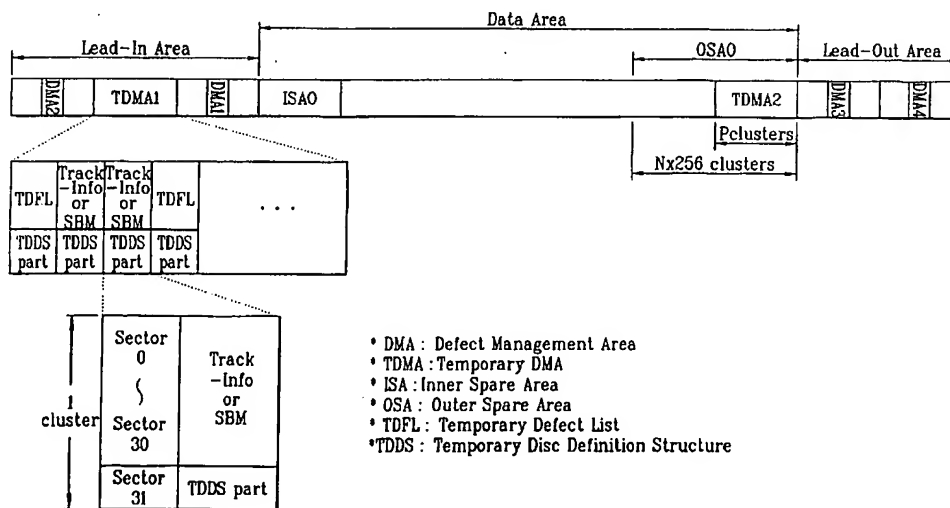 Data Area
Lead-In Area
OSA0
Lead-Out Area
DMA2
TDMA1
DMA1
ISA0
TDMA2
DMA3
DMA4
Pclusters
Nx256 clusters
TDFL
Track
-Info
or
SBM
Track
-Info
or
SBM
TDFL
...
TDDS
part
TDDS
part
TDDS
part
TDDS
part
1
cluster
Sector
0
Sector
30
Track
-Info
or
SBM
Sector
31
TDDS part
* DMA : Defect Management Area
* TDMA : Temporary DMA
* ISA : Inner Spare Area
* OSA : Outer Spare Area
* TDFL : Temporary Defect List
*TDDS : Temporary Disc Definition Structure